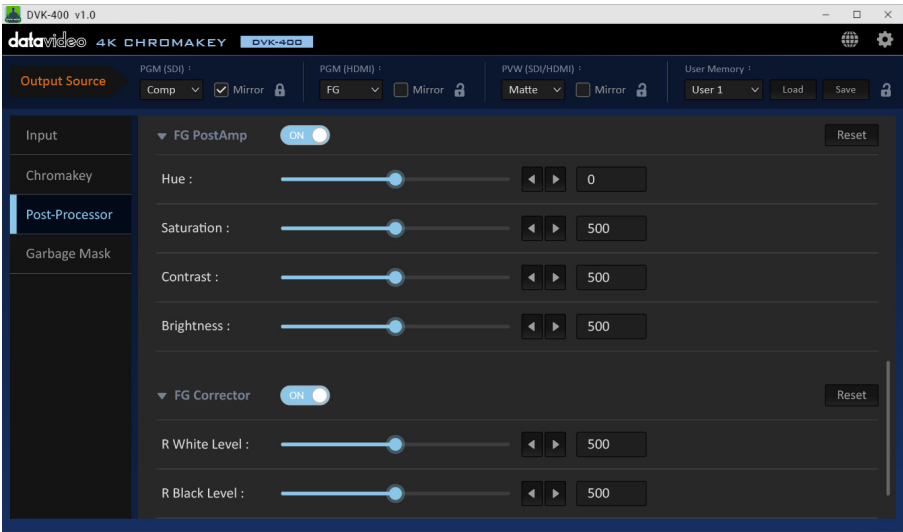 DVK-400 v1.0
datavideo 4K CHROMAKEY DVK-400
Output Source
PGM (SDI) :
Comp Mirror
PGM (HDMI) :
FG Mirror
PVW (SDI/HDMI) :
Matte Mirror
User Memory :
User 1 Load Save
Input
Chromakey
Post-Processor
Garbage Mask
FG PostAmp ON Reset
Hue : 0
Saturation : 500
Contrast : 500
Brightness : 500
FG Corrector ON Reset
R White Level : 500
R Black Level : 500